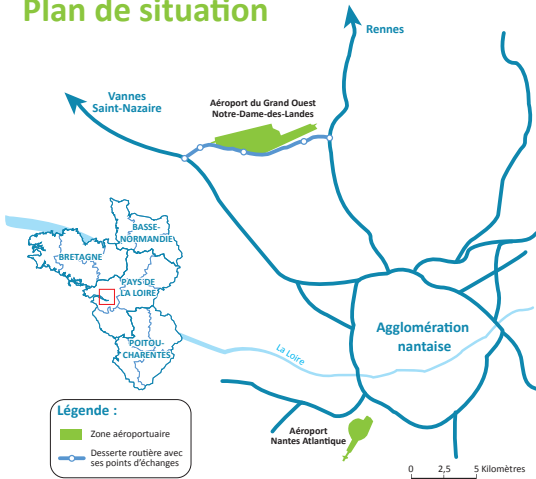 Plan de situation
Rennes
Vannes
Saint-Nazaire
Aéroport du Grand Ouest
Notre-Dame-des-Landes
BASSE-
NORMANDIE
BRETAGNE
PAYS DE
LA LOIRE
POITOU-
CHARENTES
Agglomération
nantaise
La Loire
Légende :
Zone aéroportuaire
Desserte routière avec
ses points d'échanges
Aéroport
Nantes Atlantique
0 2,5 5 Kilomètres